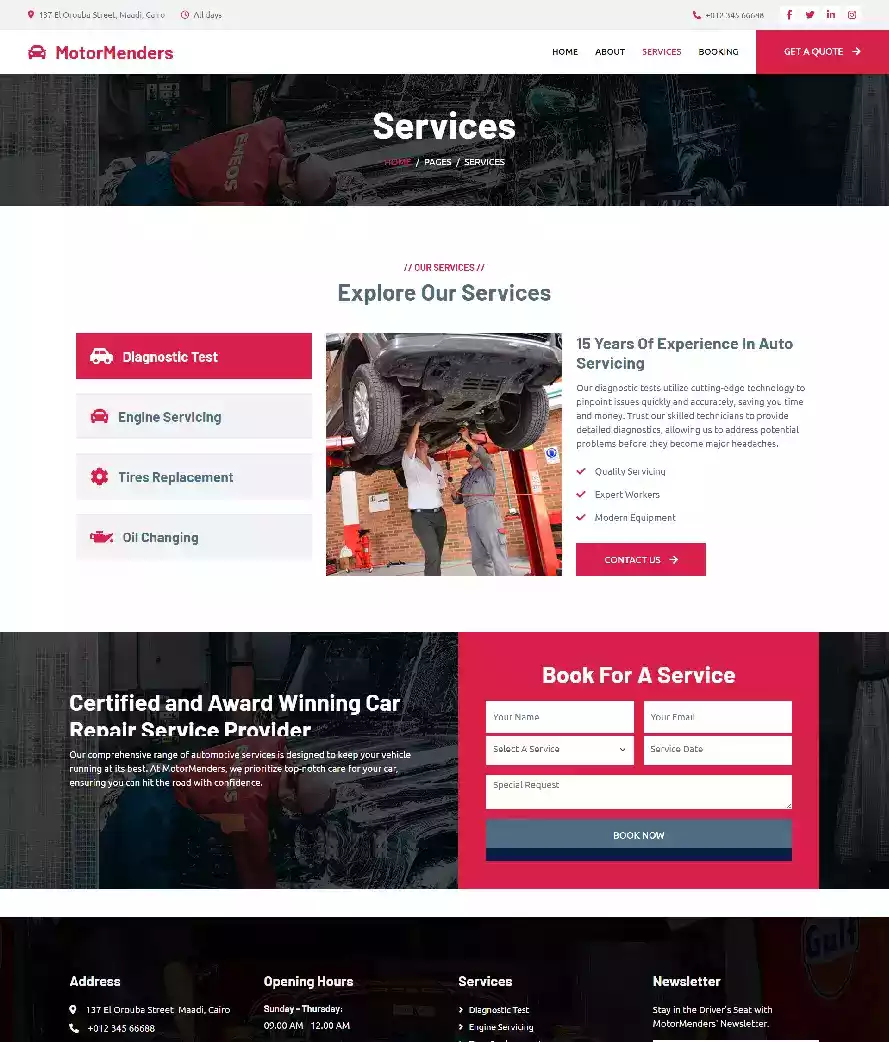 137 El Orouba Street, Maadi, Cairo
All days
+012 345 66688
MotorMenders
HOME
ABOUT
SERVICES
BOOKING
GET A QUOTE
ENEOS
Services
HOME / PAGES / SERVICES
// OUR SERVICES //
Explore Our Services
Diagnostic Test
Engine Servicing
Tires Replacement
Oil Changing
15 Years Of Experience In Auto
Servicing
Our diagnostic tests utilize cutting-edge technology to
pinpoint issues quickly and accurately, saving you time
and money. Trust our skilled technicians to provide
detailed diagnostics, allowing us to address potential
problems before they become major headaches.
Quality Servicing
Expert Workers
Modern Equipment
CONTACT US
Certified and Award Winning Car
Repair Service Provider
Our comprehensive range of automotive services is designed to keep your vehicle
running at its best. At MotorMenders, we prioritize top-notch care for your car,
ensuring you can hit the road with confidence.
Book For A Service
Your Name
Your Email
Select A Service
Service Date
Special Request
BOOK NOW
Gulf
Address
137 El Orouba Street, Maadi, Cairo
+012 345 66688
Opening Hours
Sunday - Thursday:
09.00 AM - 12.00 AM
Services
Diagnostic Test
Engine Servicing
Newsletter
Stay in the Driver's Seat with
MotorMenders' Newsletter.